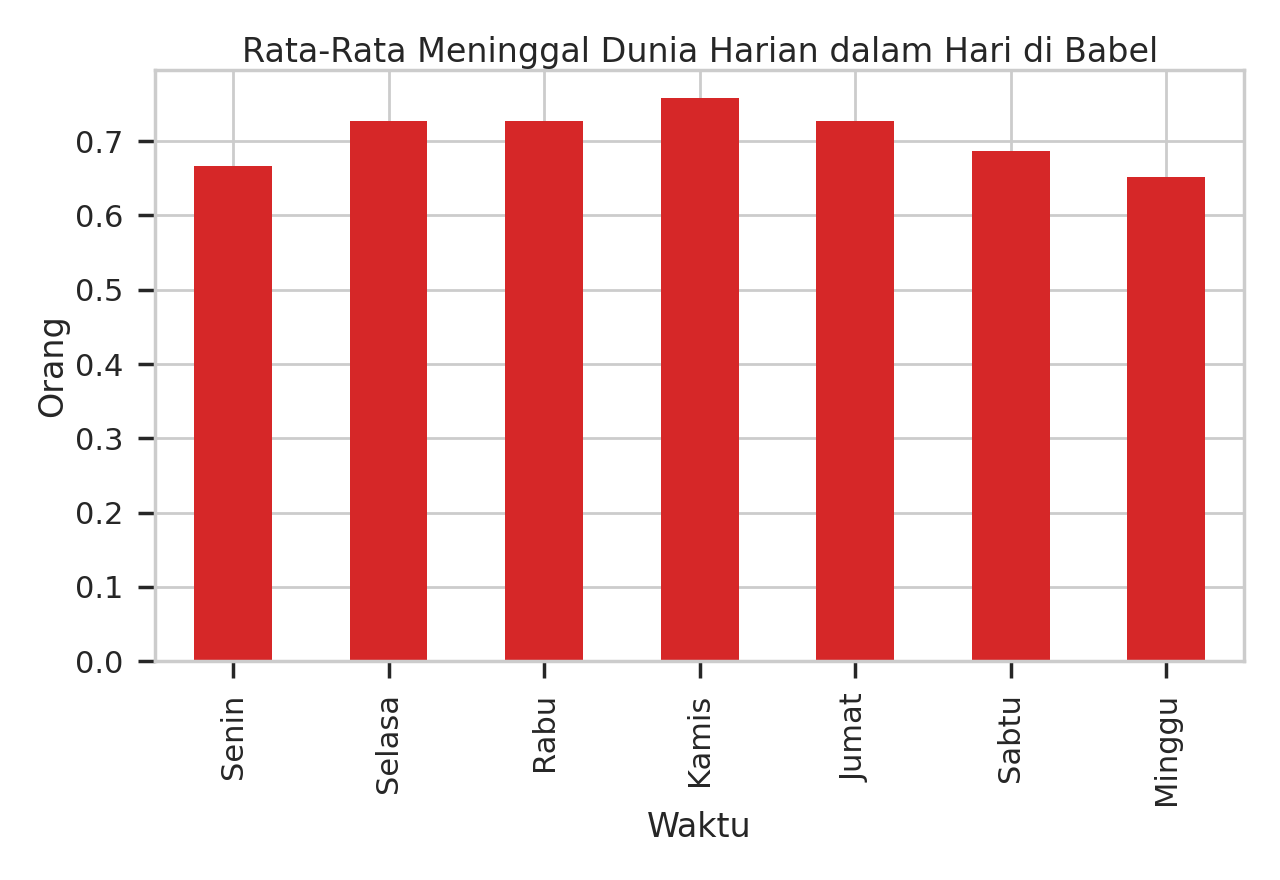 Rata-Rata Meninggal Dunia Harian dalam Hari di Babel
0.7
0.6
0.5
0.4
0.3
0.2
0.1
0.0
Orang
Senin
Selasa
Rabu
Kamis
Jumat
Sabtu
Minggu
Waktu